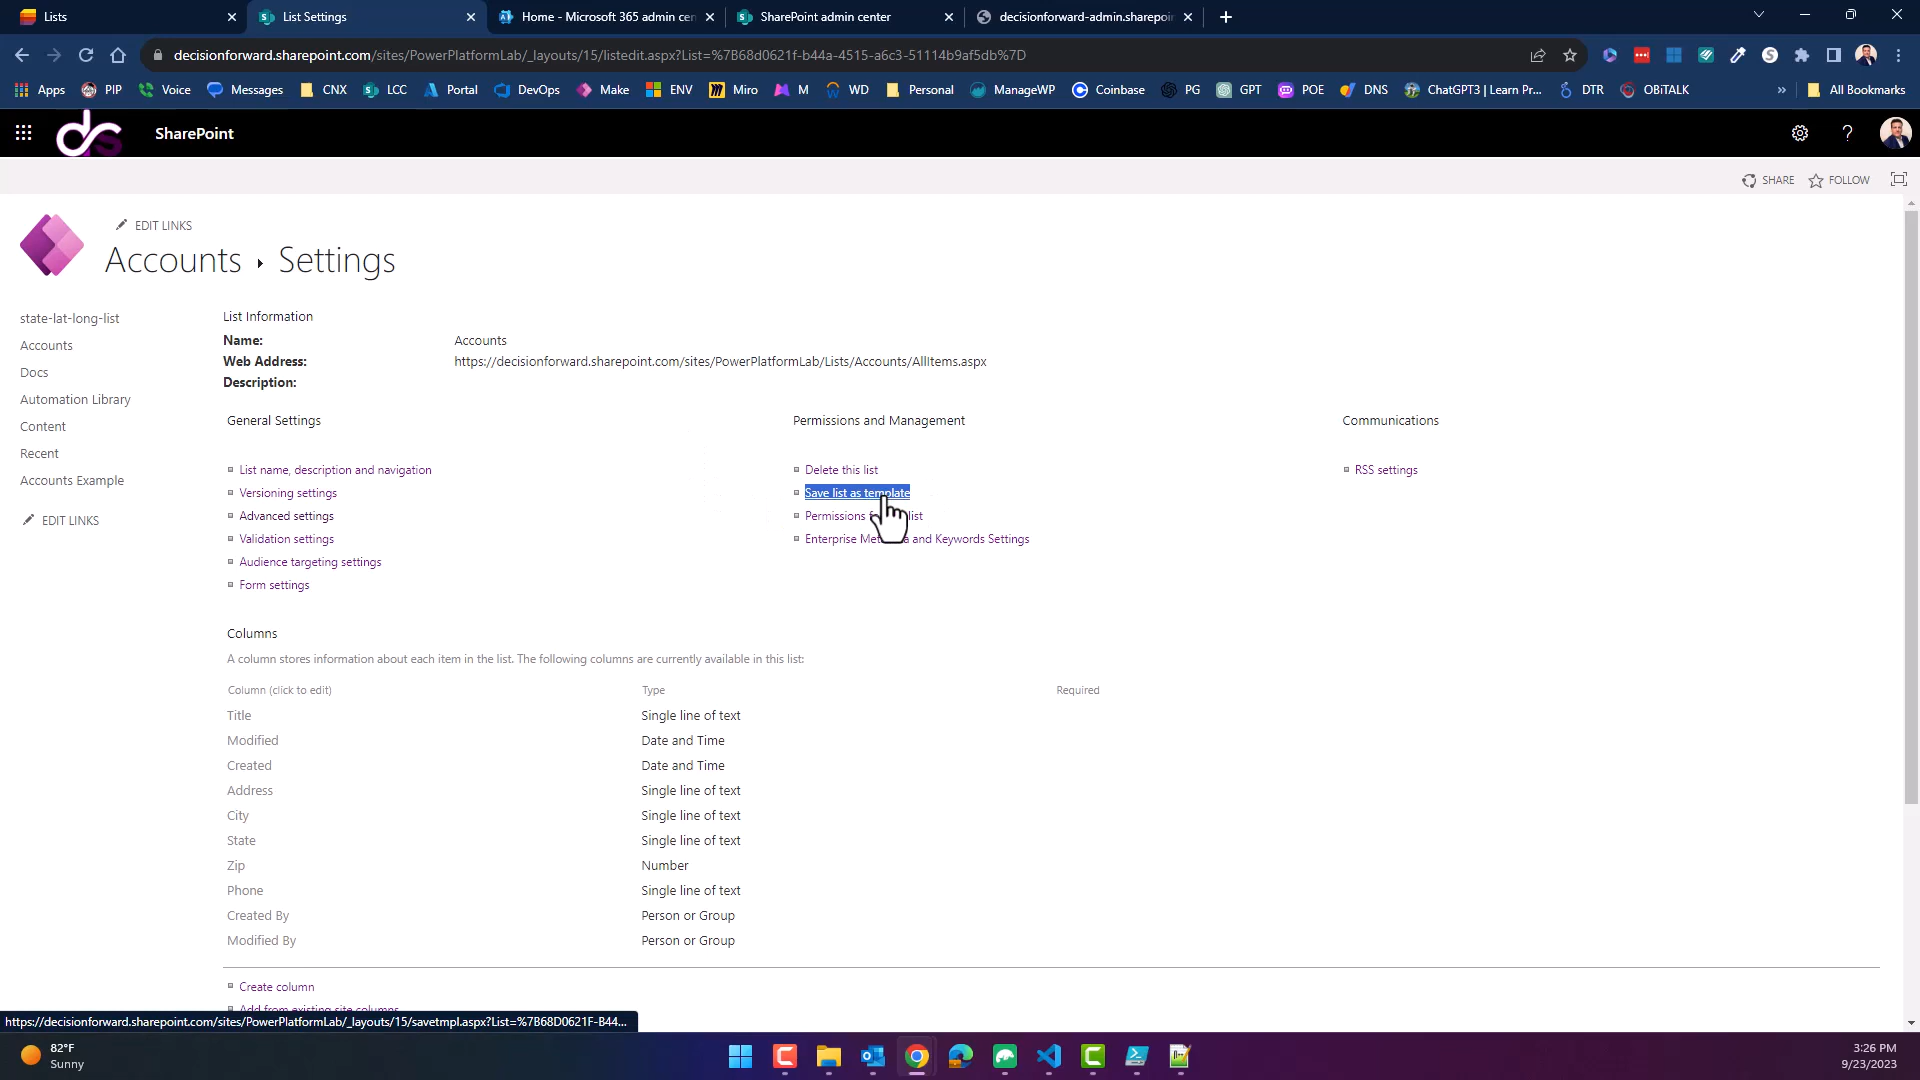 Lists
List Settings
Home - Microsoft 365 admin cen
SharePoint admin center
decisionforward-admin.sharepoin
decisionforward.sharepoint.com/sites/PowerPlatformLab/_layouts/15/listedit.aspx?List=%7B68d0621f-b44a-4515-a6c3-51114b9af5db%7D
Apps PIP Voice Messages CNX LCC Portal DevOps Make ENV Miro M WD Personal ManageWP Coinbase PG GPT POE DNS ChatGPT3 | Learn Pr... DTR OBiTALK » All Bookmarks
SharePoint
SHARE FOLLOW
EDIT LINKS
Accounts ▸ Settings
state-lat-long-list
Accounts
Docs
Automation Library
Content
Recent
Accounts Example
EDIT LINKS
List Information
Name: Accounts
Web Address: https://decisionforward.sharepoint.com/sites/PowerPlatformLab/Lists/Accounts/AllItems.aspx
Description:
General Settings
List name, description and navigation
Versioning settings
Advanced settings
Validation settings
Audience targeting settings
Form settings
Permissions and Management
Delete this list
Save list as template
Permissions list
Enterprise and Keywords Settings
Communications
RSS settings
Columns
A column stores information about each item in the list. The following columns are currently available in this list:
Column (click to edit) Type Required
Title Single line of text
Modified Date and Time
Created Date and Time
Address Single line of text
City Single line of text
State Single line of text
Zip Number
Phone Single line of text
Created By Person or Group
Modified By Person or Group
Create column
Add from existing site columns
https://decisionforward.sharepoint.com/sites/PowerPlatformLab/_layouts/15/savetmpl.aspx?List=%7B68D0621F-B44...
82°F
Sunny
3:26 PM
9/23/2023